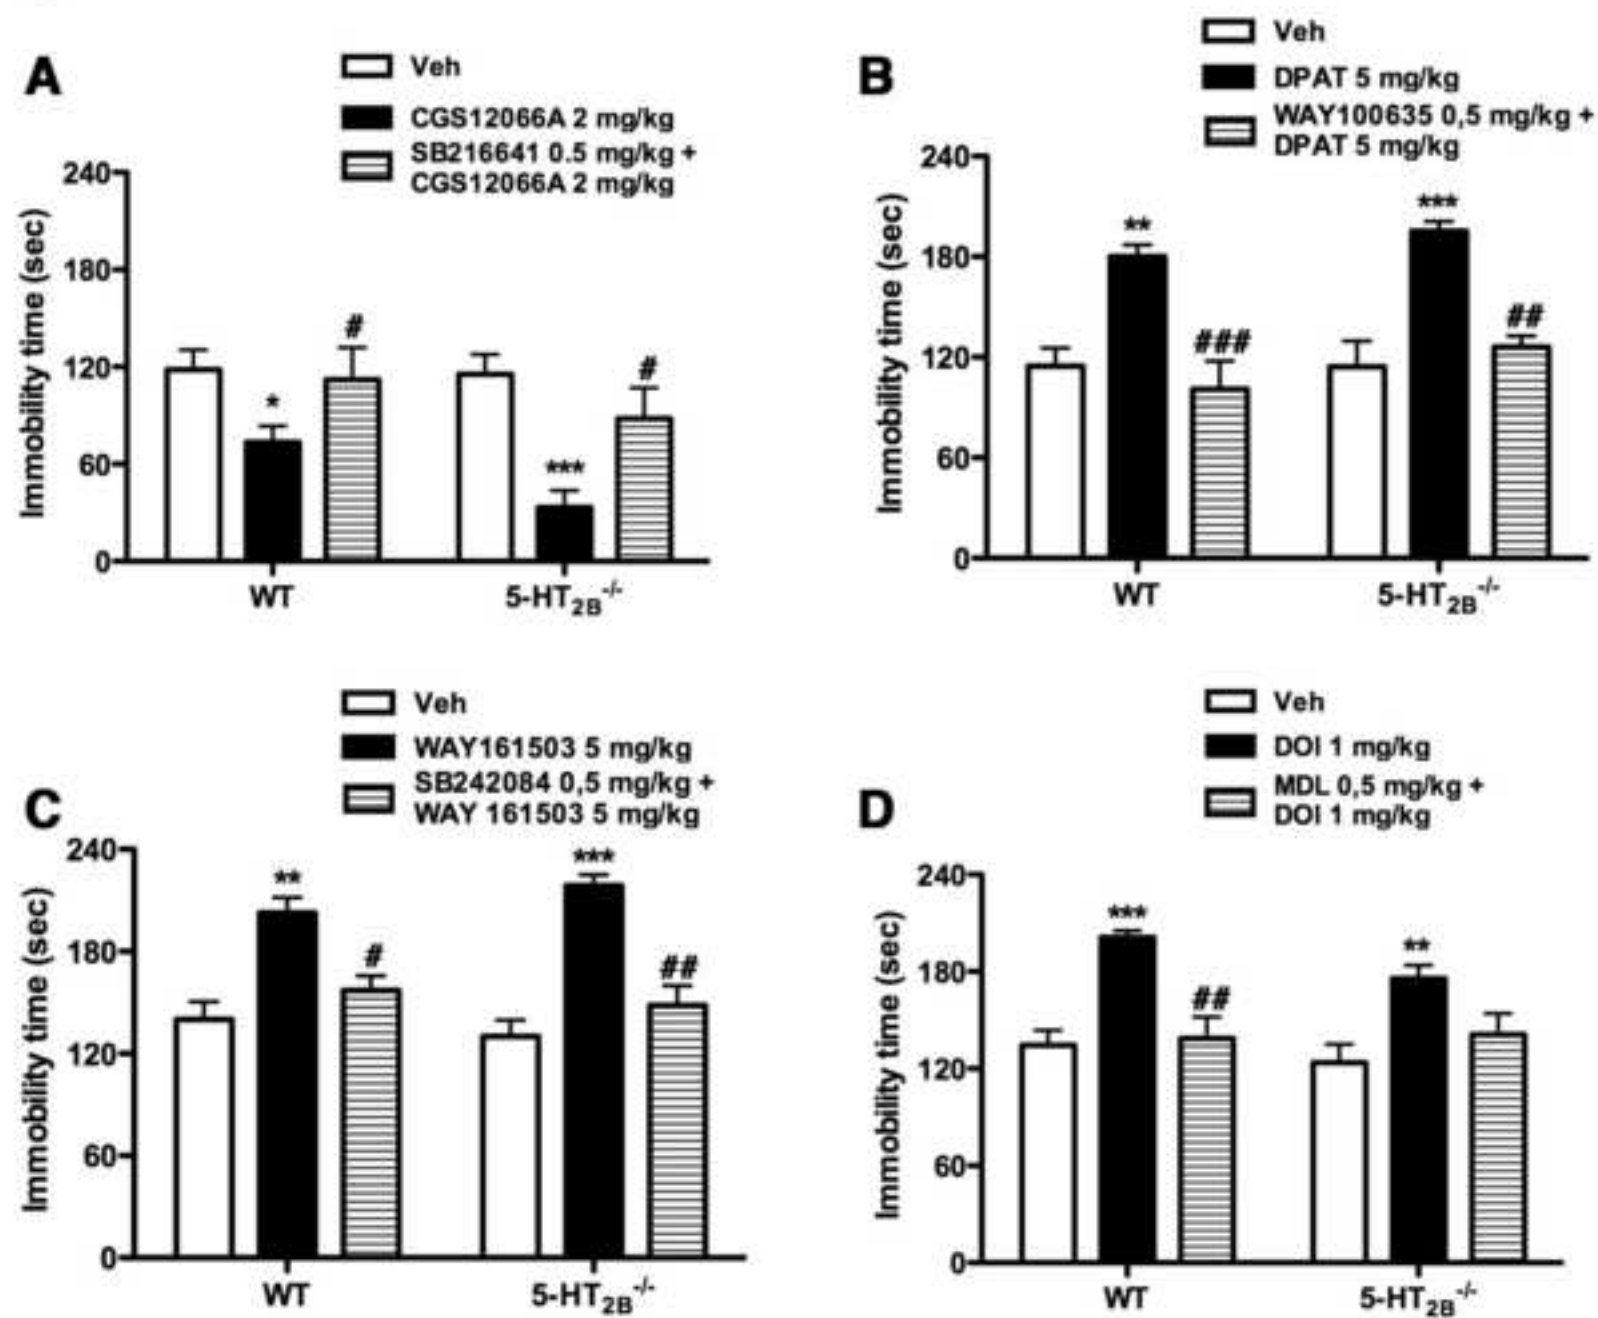 A
Veh
CGS12066A 2 mg/kg
SB216641 0.5 mg/kg +
CGS12066A 2 mg/kg
Immobility time (sec)
240
180
120
60
0
*
#
***
#
WT
5-HT2B-/-
B
Veh
DPAT 5 mg/kg
WAY100635 0,5 mg/kg +
DPAT 5 mg/kg
Immobility time (sec)
240
180
120
60
0
**
###
***
##
WT
5-HT2B-/-
C
Veh
WAY161503 5 mg/kg
SB242084 0,5 mg/kg +
WAY 161503 5 mg/kg
Immobility time (sec)
240
180
120
60
0
**
#
***
##
WT
5-HT2B-/-
D
Veh
DOI 1 mg/kg
MDL 0,5 mg/kg +
DOI 1 mg/kg
Immobility time (sec)
240
180
120
60
0
***
##
**
WT
5-HT2B-/-